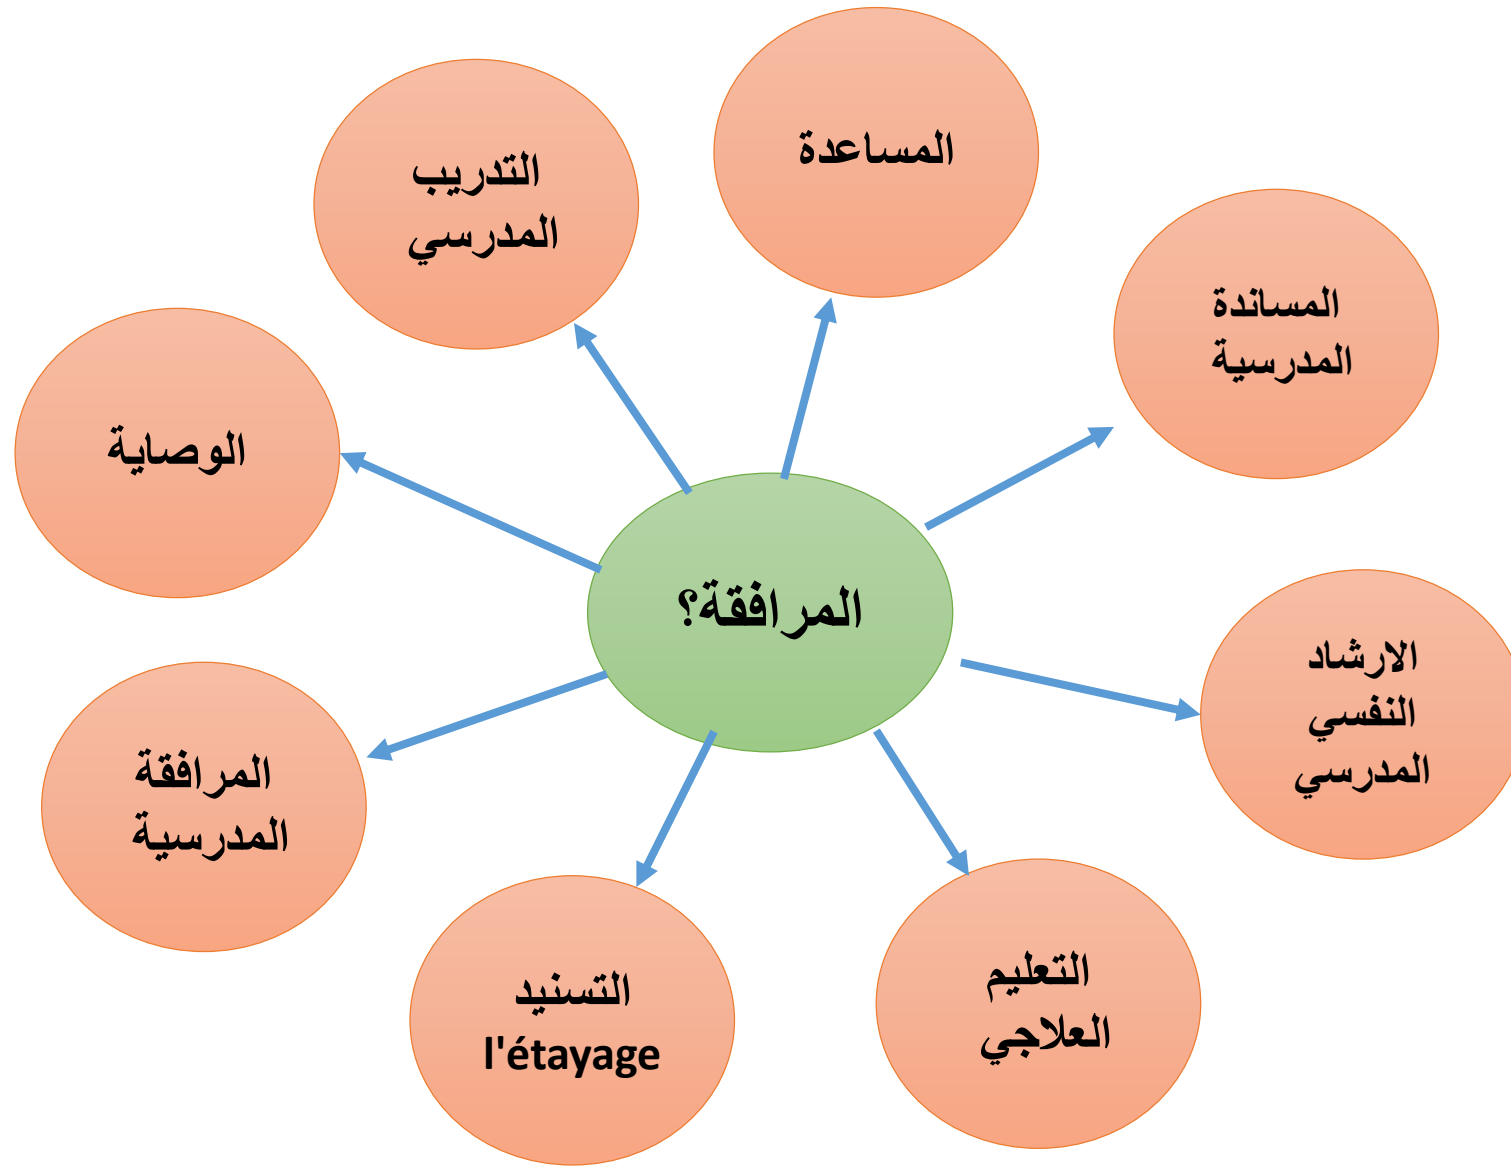 المساعدة
التدريب
المدرسي
المساندة
المدرسية
الوصاية
المرافقة؟
الارشاد
النفسي
المدرسي
المرافقة
المدرسية
التسنيد
l'étayage
التعليم
العلاجي